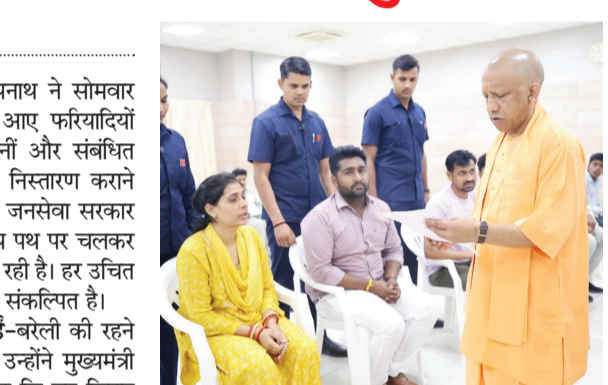 नाथ ने सोमवार
आए फरियादियों
नीं और संबंधित
निस्तारण कराने
जनसेवा सरकार
पथ पर चलकर
रही है। हर उचित
संकल्पित है।
-बरेली की रहने
उन्होंने मुख्यमंत्री